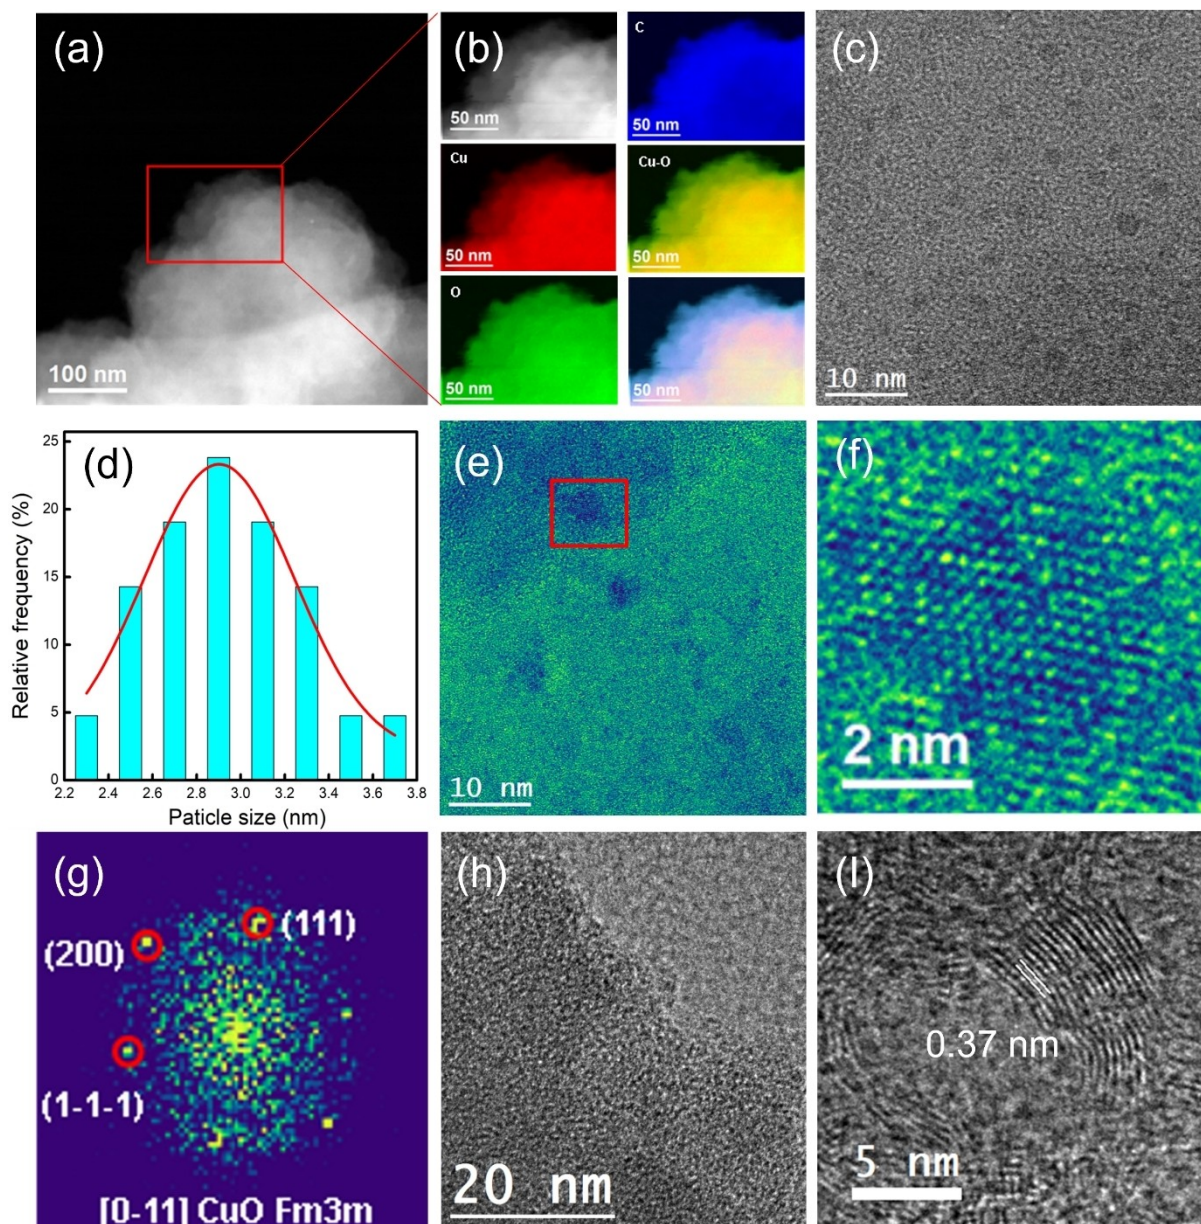 (a)
100 nm
(b)
50 nm
C
50 nm
Cu
50 nm
Cu-O
50 nm
O
50 nm
50 nm
(c)
10 nm
(d)
Relative frequency (%)
25
20
15
10
5
0
2.2 2.4 2.6 2.8 3.0 3.2 3.4 3.6 3.8
Paticle size (nm)
(e)
10 nm
(f)
2 nm
(g)
(111)
(200)
(1-1-1)
[0-11] CuO Fm3m
(h)
20 nm
(I)
0.37 nm
5 nm